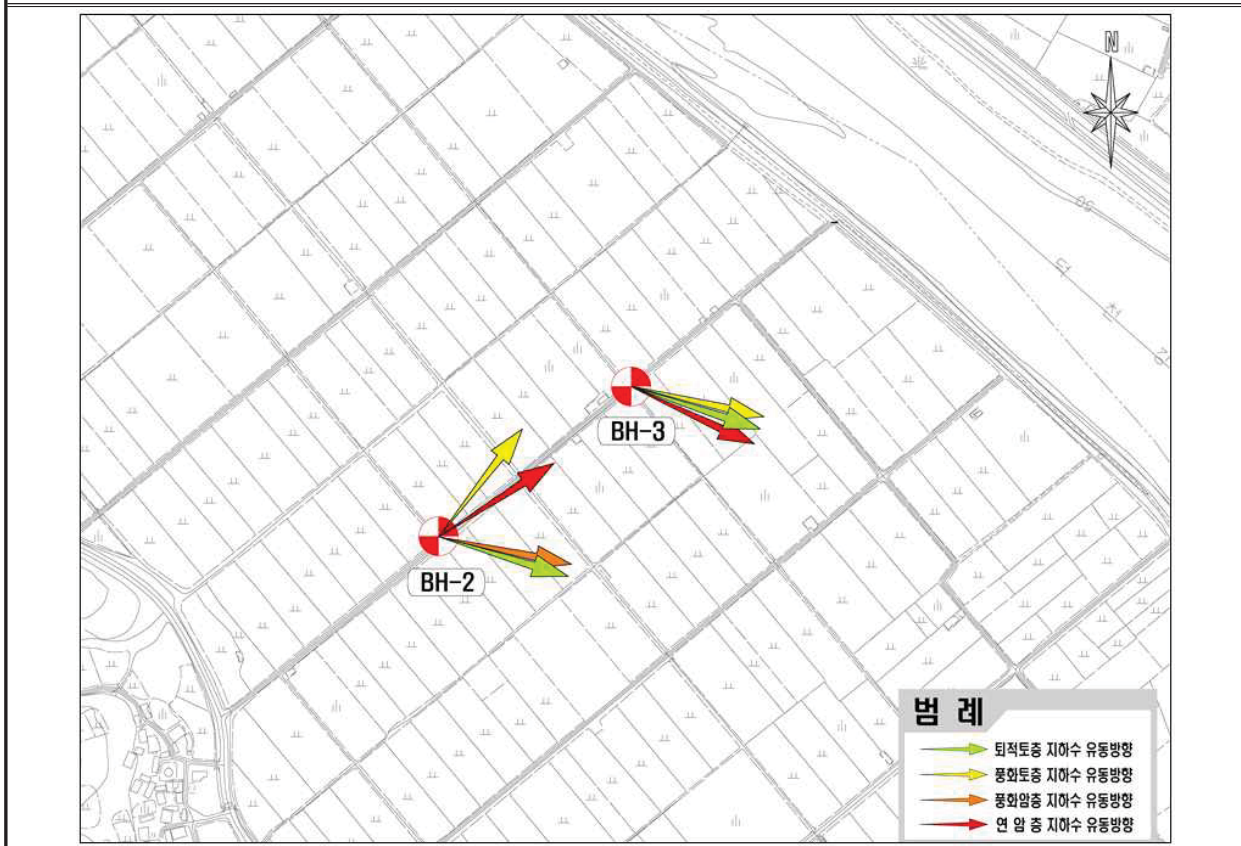 N
BH-3
BH-2
범 례
퇴적토층 지하수 유동방향
풍화토층 지하수 유동방향
풍화암층 지하수 유동방향
연 암 층 지하수 유동방향